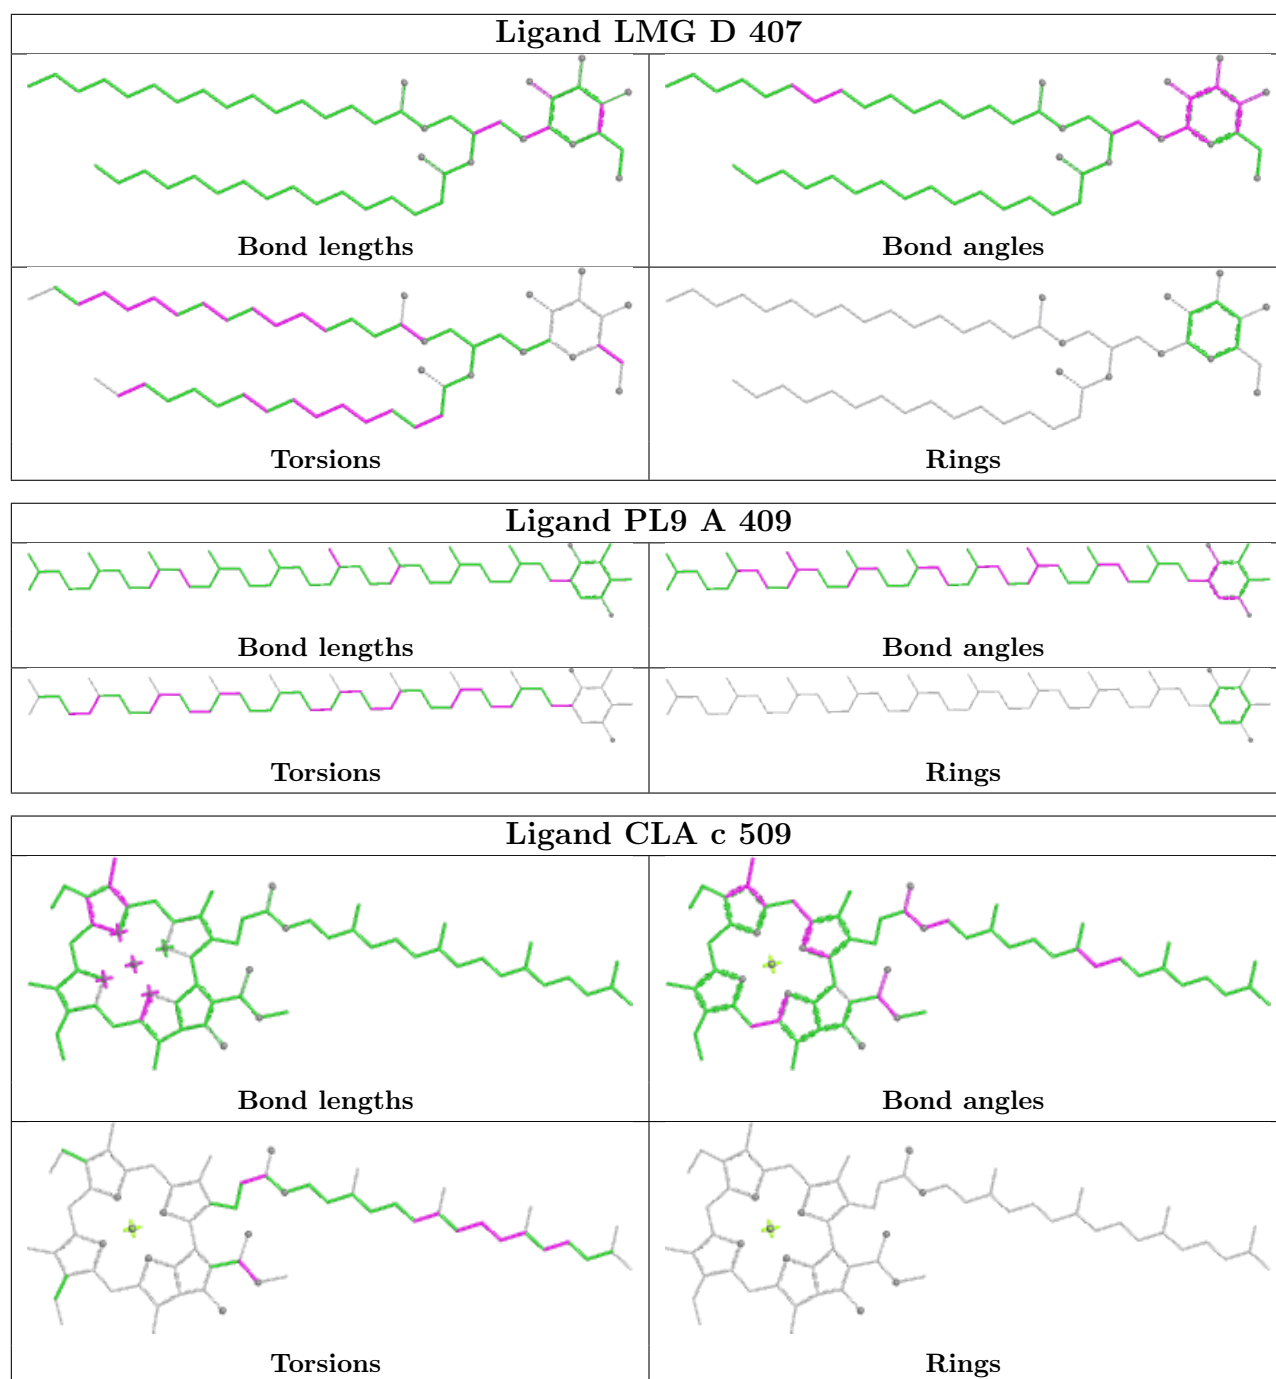 Ligand LMG D 407
Bond lengths
Bond angles
Torsions
Rings
Ligand PL9 A 409
Bond lengths
Bond angles
Torsions
Rings
Ligand CLA c 509
Bond lengths
Bond angles
Torsions
Rings